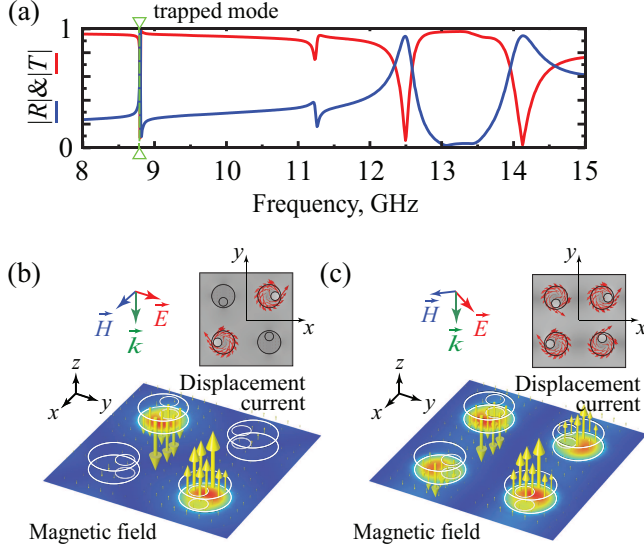 (a)
trapped mode
|R|&|T|
1
0
8 9 10 11 12 13 14 15
Frequency, GHz
(b)
y
x
H
E
k
Displacement
current
z
x
y
Magnetic field
(c)
y
x
H
E
k
Displacement
current
z
x
y
Magnetic field